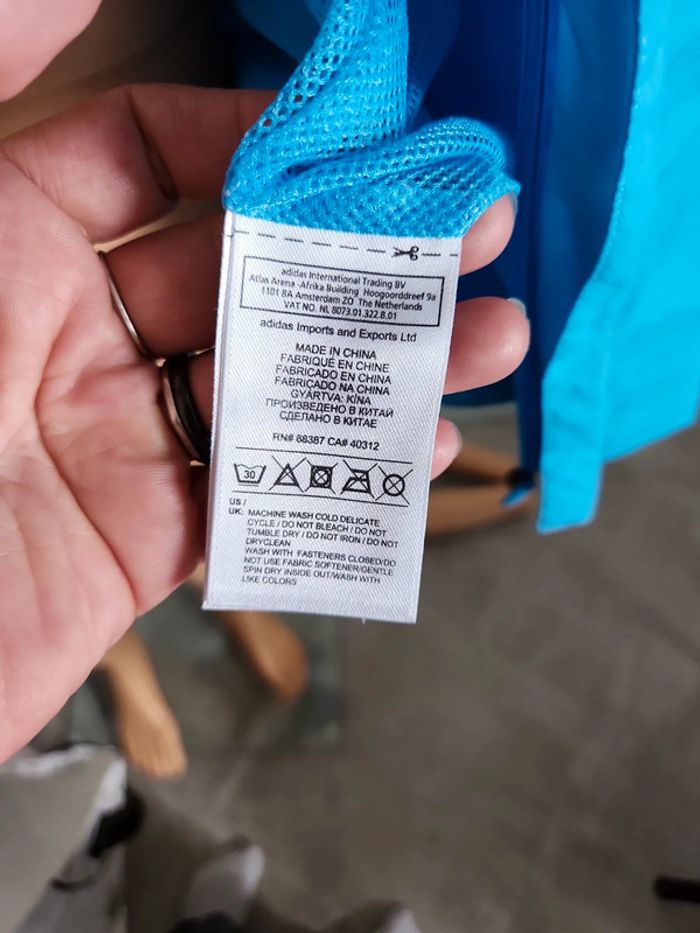 adidas International Trading BV
Atlas Arena -Afrika Building Hoogoorddreef 9a
1101 BA Amsterdam ZO The Netherlands
VAT NO. NL 8073.01.322.B.01
adidas Imports and Exports Ltd
MADE IN CHINA
FABRIQUÉ EN CHINE
FABRICADO EN CHINA
FABRICADO NA CHINA
GYÁRTVA: KÍNA
ПРОИЗВЕДЕНО В КИТАЙ
СДЕЛАНО В КИТАЕ
RN# 88387 CA# 40312
30
US /
UK: MACHINE WASH COLD DELICATE
CYCLE / DO NOT BLEACH / DO NOT
TUMBLE DRY / DO NOT IRON / DO NOT
DRYCLEAN
WASH WITH FASTENERS CLOSED/DO
NOT USE FABRIC SOFTENER/GENTLE
SPIN DRY INSIDE OUT/WASH WITH
LIKE COLORS